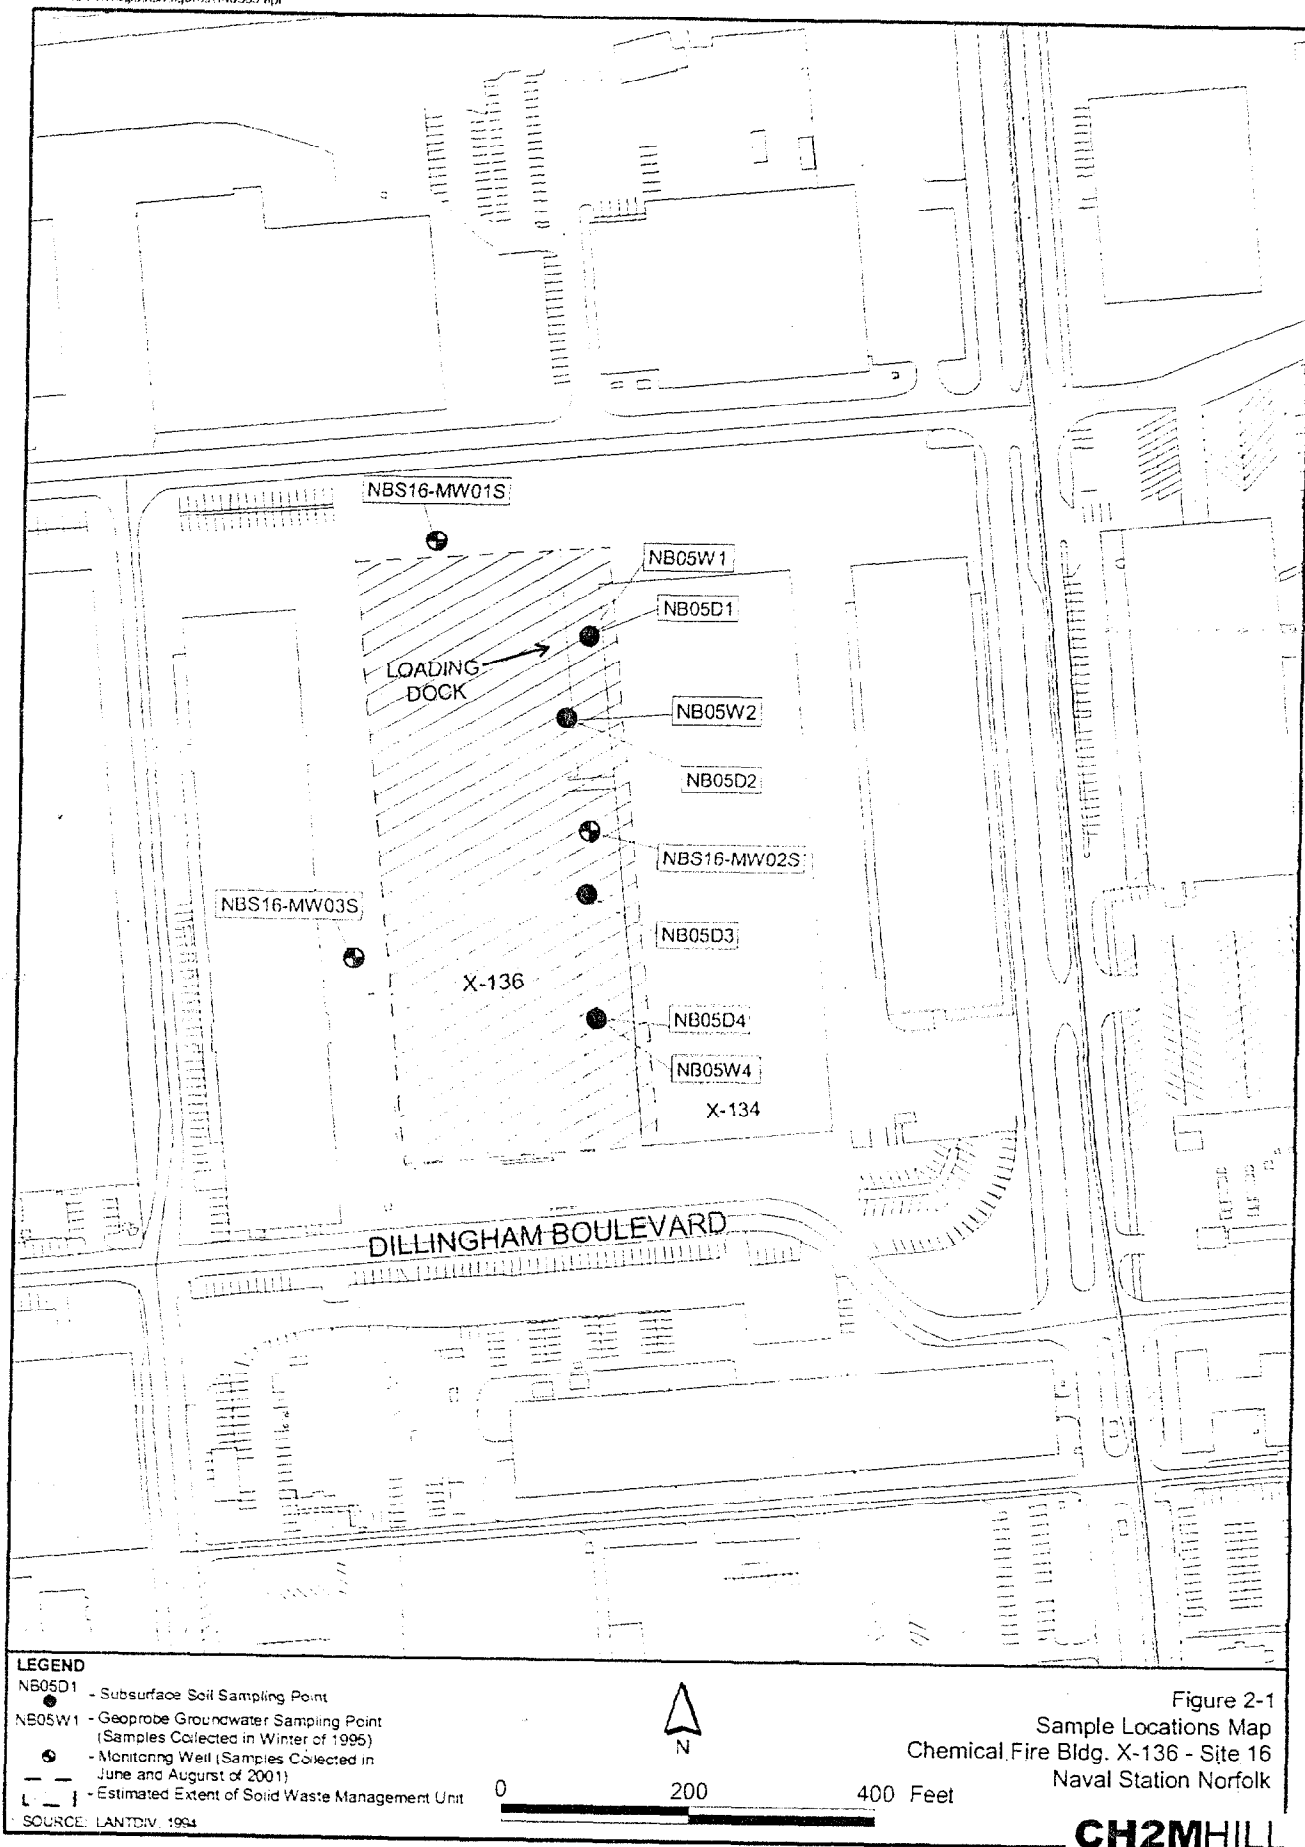 NBS16-MW01S
NB05W1
NB05D1
LOADING
DOCK
NB05W2
NB05D2
NBS16-MW02S
NBS16-MW03S
NB05D3
X-136
NB05D4
NB05W4
X-134
DILLINGHAM BOULEVARD
LEGEND
NB05D1
- Subsurface Soil Sampling Point
NB05W1 - Geoprobe Groundwater Sampling Point
(Samples Collected in Winter of 1995)
- Monitoring Well (Samples Collected in
June and Augurst of 2001)
- Estimated Extent of Solid Waste Management Unit
SOURCE: LANTDIV, 1994
N
0 200 400 Feet
Figure 2-1
Sample Locations Map
Chemical Fire Bldg. X-136 - Site 16
Naval Station Norfolk
CH2MHILL